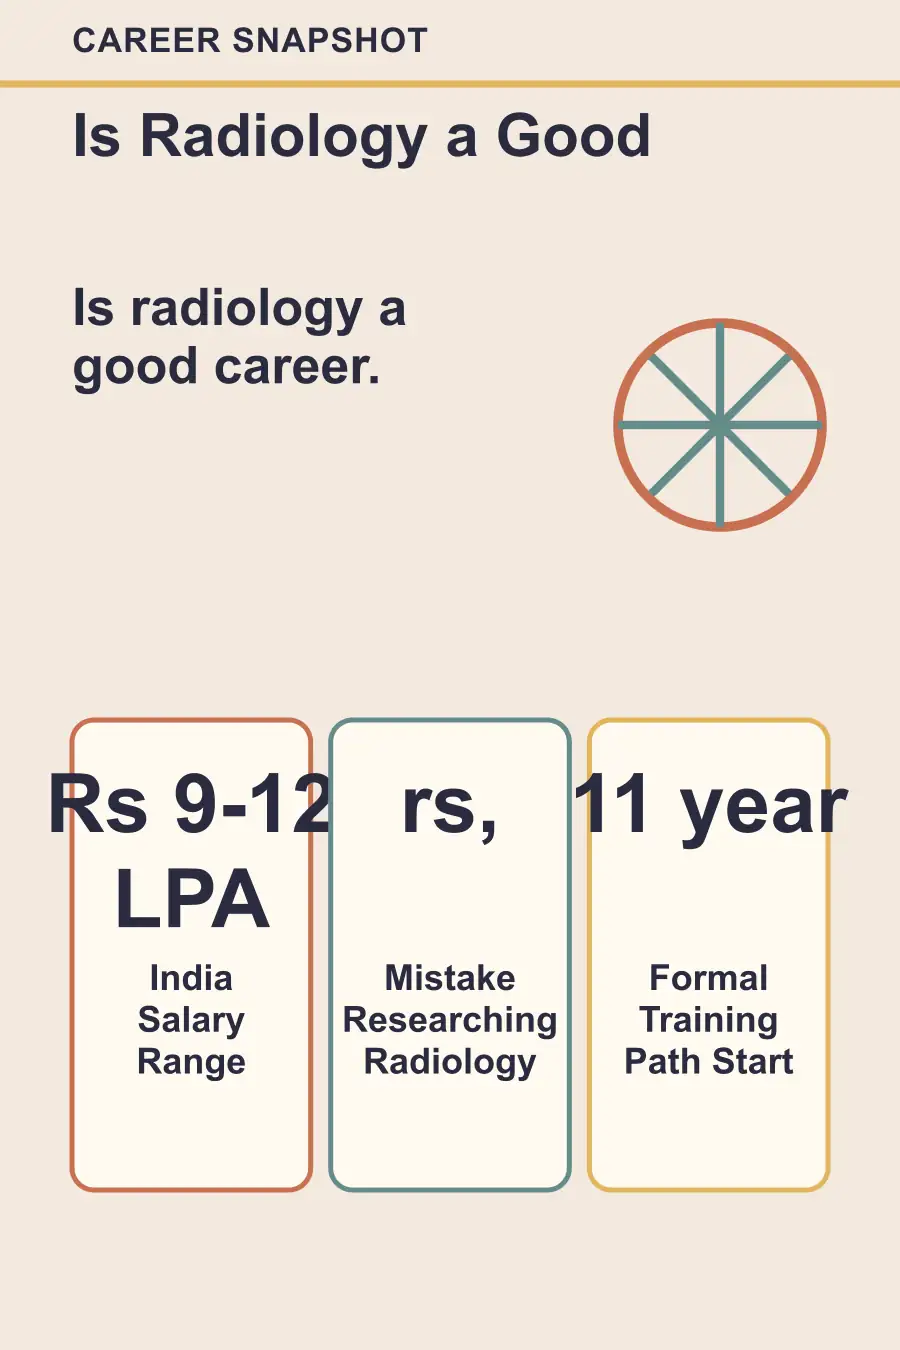 CAREER SNAPSHOT
Is Radiology a Good
Is radiology a
good career.
Rs 9-12
LPA
India
Salary
Range
rs,
Mistake
Researching
Radiology
11 year
Formal
Training
Path Start